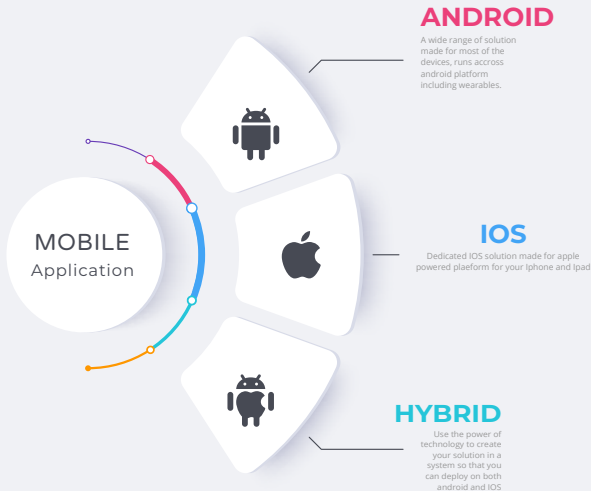 ANDROID
A wide range of solution
made for most of the
devices, runs accross
android platform
including wearables.
MOBILE
Application
IOS
Dedicated IOS solution made for apple
powered plaeform for your Iphone and Ipad
HYBRID
Use the power of
technology to create
your solution in a
system so that you
can deploy on both
android and IOS